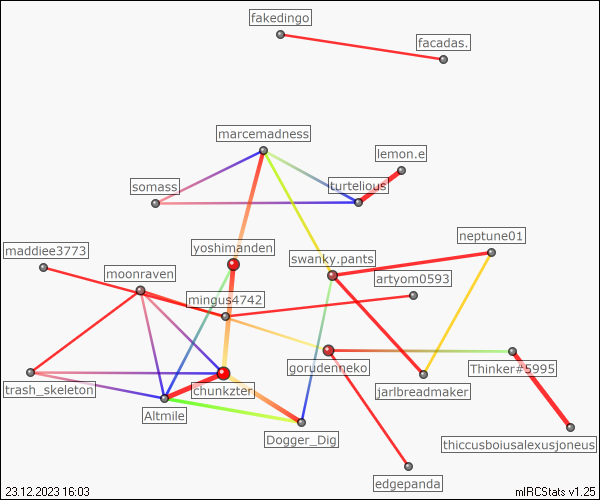 fakedingo
facadas.
marcemadness
lemon.e
somass
turtelious
neptune01
yoshimanden
maddiee3773
swanky.pants
moonraven
artyom0593
mingus4742
gorudenneko
Thinker#5995
trash_skeleton
chunkzter
jarlbreadmaker
Altmile
Dogger_Dig
thiccusboiusalexusjoneus
edgepanda
23.12.2023 16:03
mIRCStats v1.25